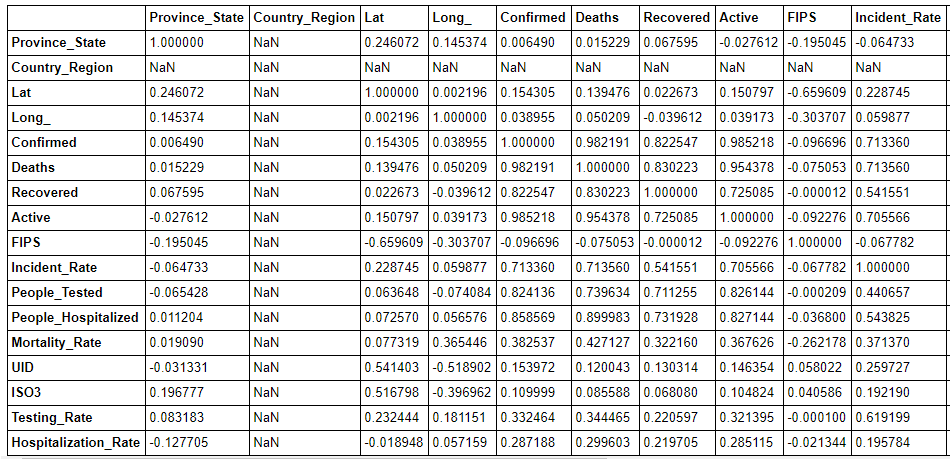 Province_State Country_Region Lat Long_ Confirmed Deaths Recovered Active FIPS Incident_Rate
Province_State 1.000000 NaN 0.246072 0.145374 0.006490 0.015229 0.067595 -0.027612 -0.195045 -0.064733
Country_Region NaN NaN NaN NaN NaN NaN NaN NaN NaN NaN
Lat 0.246072 NaN 1.000000 0.002196 0.154305 0.139476 0.022673 0.150797 -0.659609 0.228745
Long_ 0.145374 NaN 0.002196 1.000000 0.038955 0.050209 -0.039612 0.039173 -0.303707 0.059877
Confirmed 0.006490 NaN 0.154305 0.038955 1.000000 0.982191 0.822547 0.985218 -0.096696 0.713360
Deaths 0.015229 NaN 0.139476 0.050209 0.982191 1.000000 0.830223 0.954378 -0.075053 0.713560
Recovered 0.067595 NaN 0.022673 -0.039612 0.822547 0.830223 1.000000 0.725085 -0.000012 0.541551
Active -0.027612 NaN 0.150797 0.039173 0.985218 0.954378 0.725085 1.000000 -0.092276 0.705566
FIPS -0.195045 NaN -0.659609 -0.303707 -0.096696 -0.075053 -0.000012 -0.092276 1.000000 -0.067782
Incident_Rate -0.064733 NaN 0.228745 0.059877 0.713360 0.713560 0.541551 0.705566 -0.067782 1.000000
People_Tested -0.065428 NaN 0.063648 -0.074084 0.824136 0.739634 0.711255 0.826144 -0.000209 0.440657
People_Hospitalized 0.011204 NaN 0.072570 0.056576 0.858569 0.899983 0.731928 0.827144 -0.036800 0.543825
Mortality_Rate 0.019090 NaN 0.077319 0.365446 0.382537 0.427127 0.322160 0.367626 -0.262178 0.371370
UID -0.031331 NaN 0.541403 -0.518902 0.153972 0.120043 0.130314 0.146354 0.058022 0.259727
ISO3 0.196777 NaN 0.516798 -0.396962 0.109999 0.085588 0.068080 0.104824 0.040586 0.192190
Testing_Rate 0.083183 NaN 0.232444 0.181151 0.332464 0.344465 0.220597 0.321395 -0.000100 0.619199
Hospitalization_Rate -0.127705 NaN -0.018948 0.057159 0.287188 0.299603 0.219705 0.285115 -0.021344 0.195784